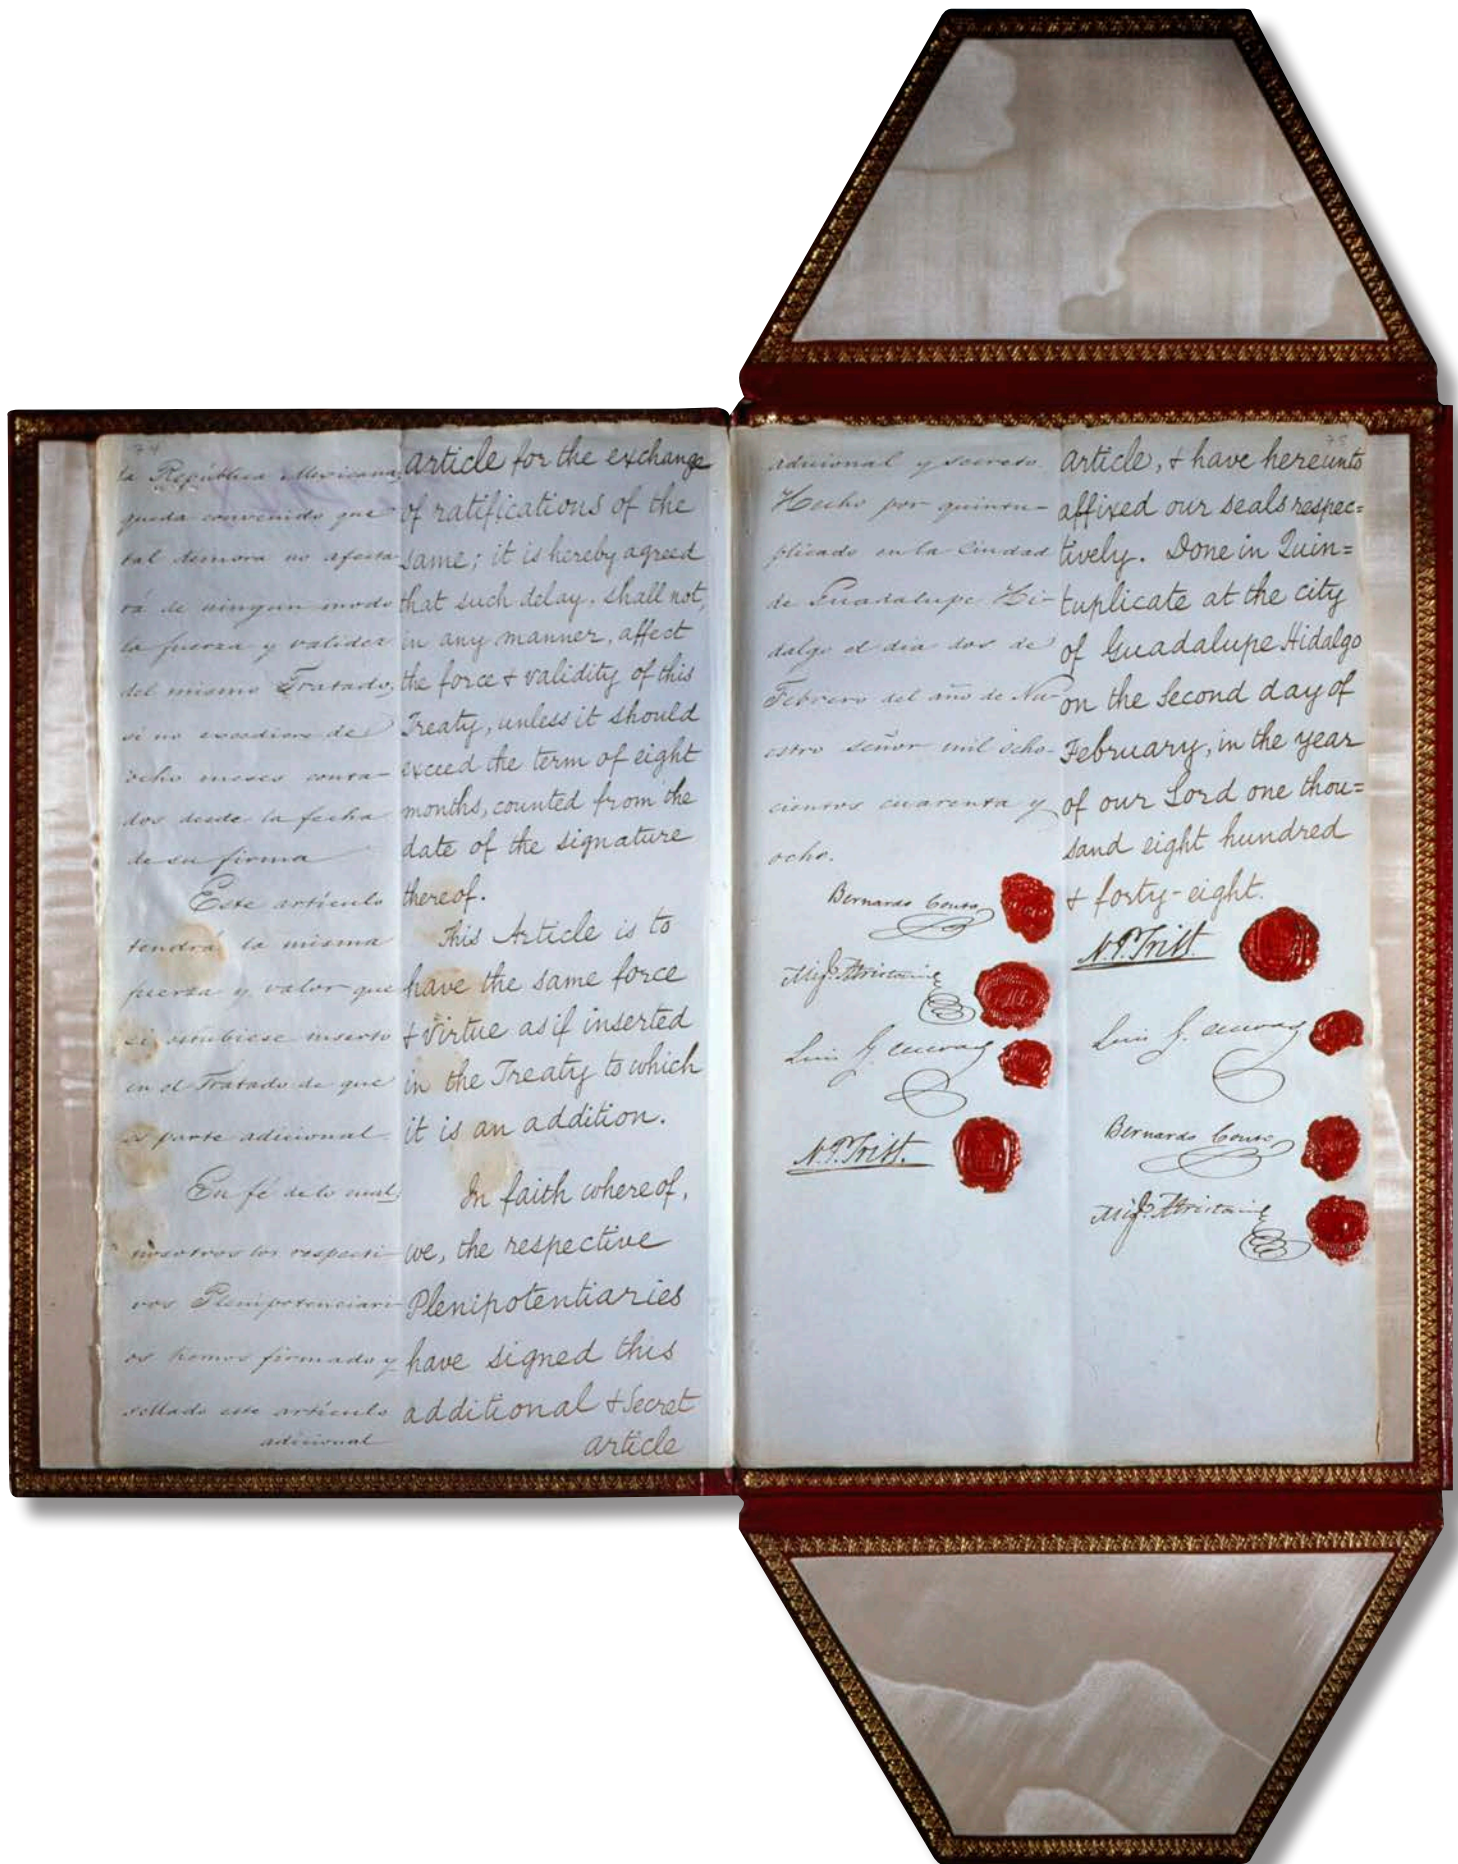 74
la República Mexicana,
queda convenido que
tal demora no afecta-
rá de ningun modo
la fuerza y validez
del mismo Tratado,
si no excediere de
ocho meses conta-
dos desde la fecha
de su firma
Este artículo
tendrá la misma
fuerza y valor que
si estubiese inserto
en el Tratado de que
es parte adicional.
En fé de lo cual,
nosotros los respecti-
vos Plenipotenciari-
os hemos firmado y
sellado este artículo
adicional
article for the exchange
of ratifications of the
same; it is hereby agreed
that such delay. shall not,
in any manner, affect
the force & validity of this
Treaty, unless it should
exceed the term of eight
months, counted from the
date of the signature
thereof.
This Article is to
have the same force
& virtue as if inserted
in the Treaty to which
it is an addition.
In faith whereof,
we, the respective
Plenipotentiaries
have signed this
additional & Secret
article
75
adicional y secreto.
Hecho por quintu-
plicado en la Ciudad
de Guadalupe Hi-
dalgo el dia dos de
Febrero del año de Nu-
estro señor mil ocho-
cientos cuarenta y
ocho.
Bernardo Couto
Migl. Atristain
Luis G. Cuevas
N. P. Trist.
article, & have hereunto
affixed our seals respec=
tively. Done in Quin=
tuplicate at the city
of Guadalupe Hidalgo
on the second day of
February, in the year
of our Lord one thou=
sand eight hundred
& forty-eight.
N. P. Trist.
Luis G. Cuevas
Bernardo Couto
Migl. Atristain